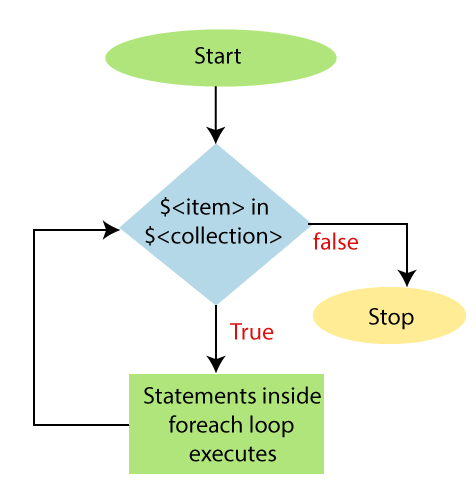 Start
$<item> in
$<collection>
false
Stop
True
Statements inside
foreach loop
executes